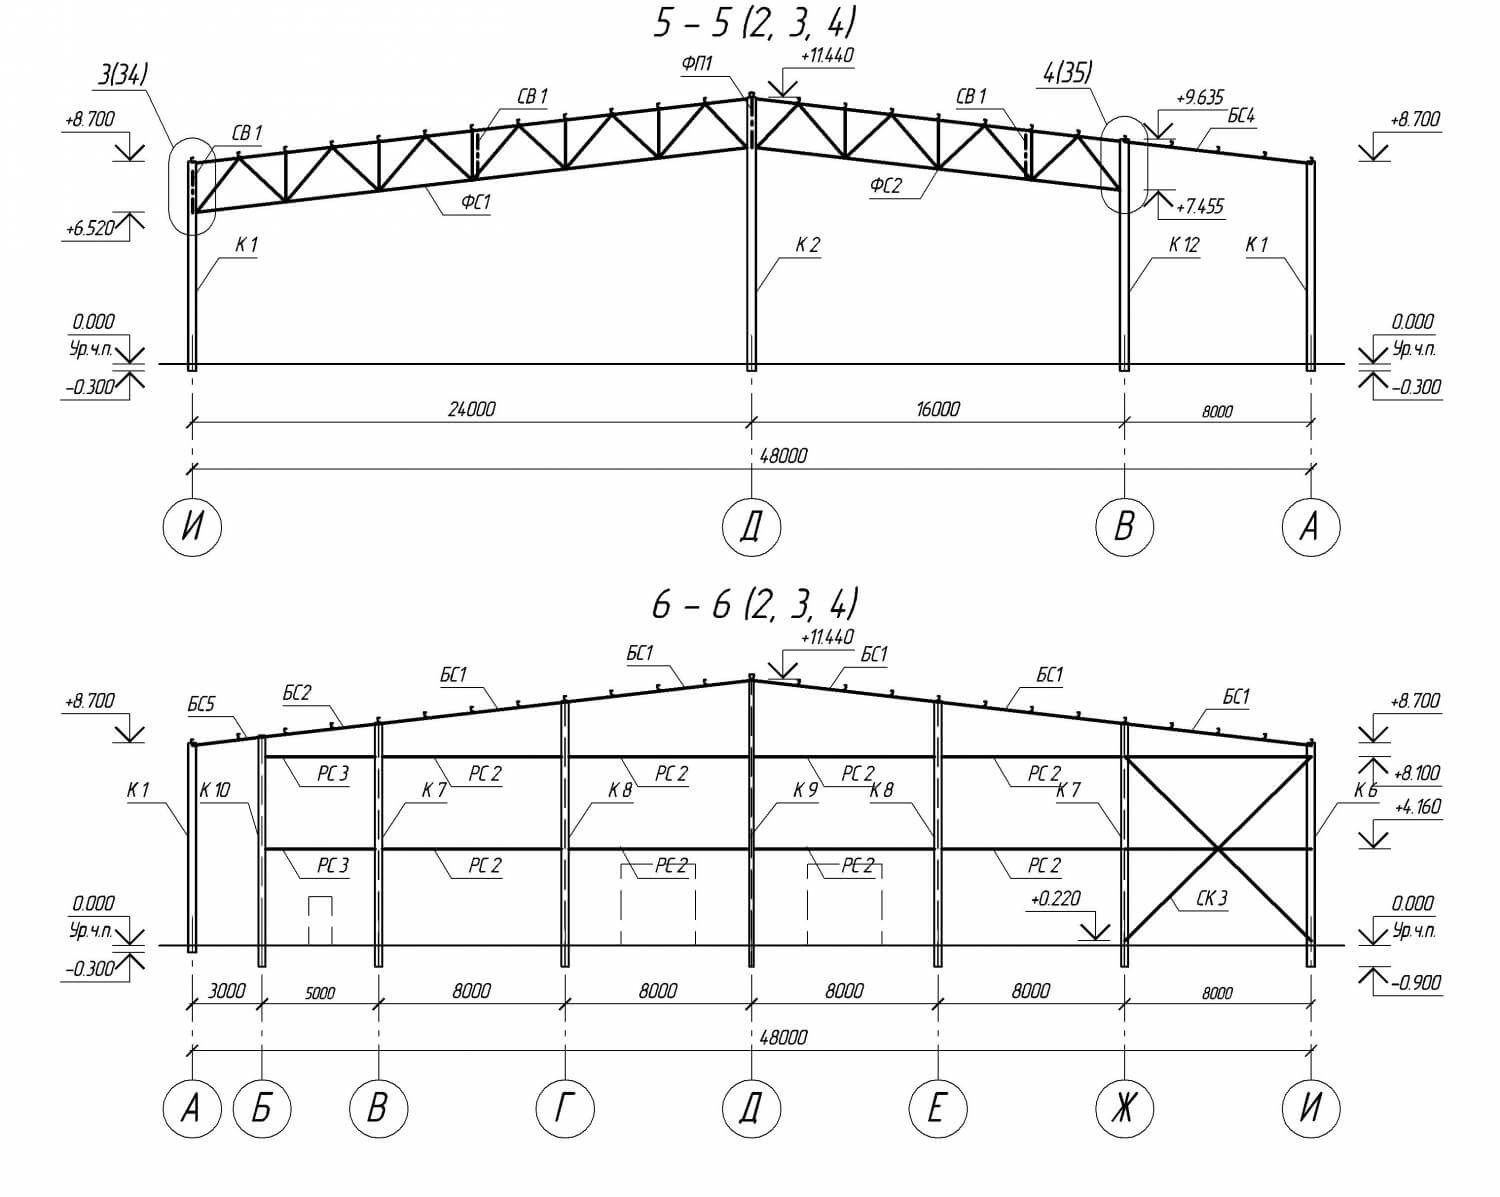 5 – 5 (2, 3, 4)
ФП1
+11.440
3(34)
4(35)
СВ 1
СВ 1
+9.635
БС4
+8.700
СВ 1
+8.700
ФС1
ФС2
+7.455
+6.520
К 1
К 2
К 12
К 1
0.000
Ур.ч.п.
–0.300
0.000
Ур.ч.п.
–0.300
24000
16000
8000
48000
И
Д
В
А
6 – 6 (2, 3, 4)
+11.440
БС1
БС1
БС1
БС1
БС1
БС2
БС5
+8.700
+8.700
РС 3
РС 2
РС 2
РС 2
РС 2
+8.100
К 1
К 10
К 7
К 8
К 9
К 8
К 7
К 6
+4.160
РС 3
РС 2
РС 2
РС 2
РС 2
+0.220
СК 3
0.000
Ур.ч.п.
–0.300
0.000
Ур.ч.п.
–0.900
3000
5000
8000
8000
8000
8000
8000
48000
А
Б
В
Г
Д
Е
Ж
И